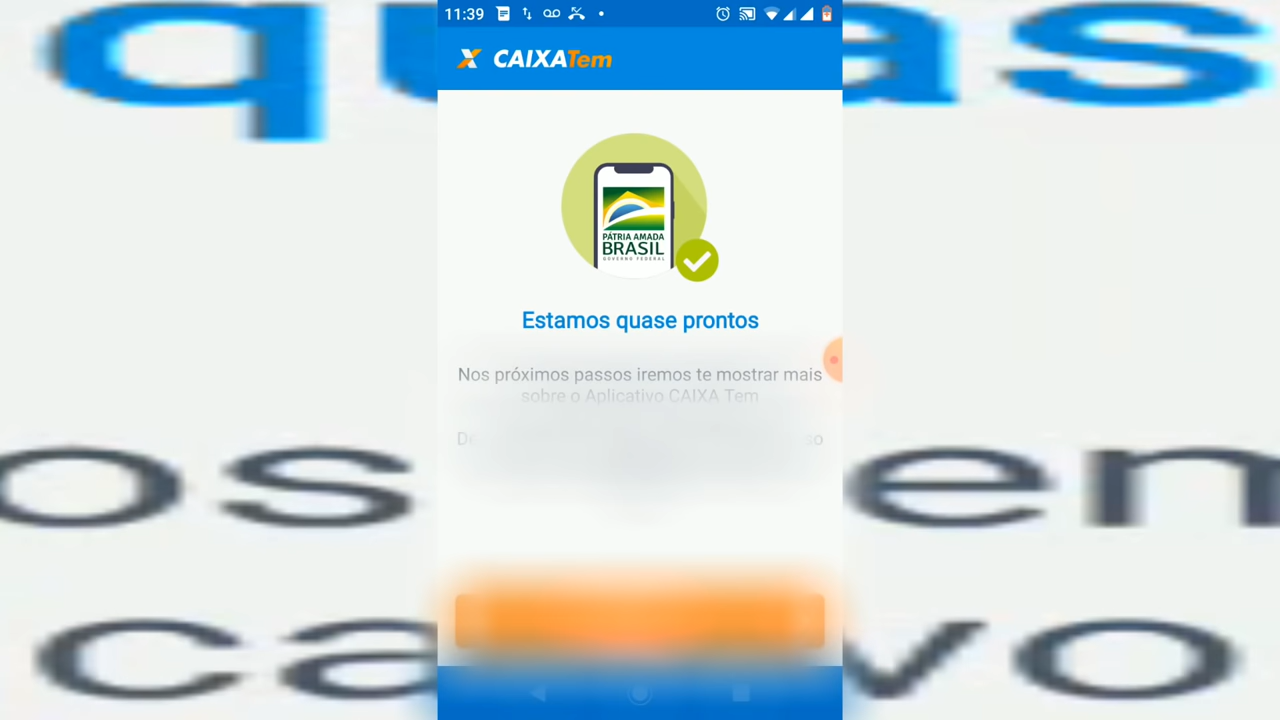 quas
11:39
CAIXATem
PÁTRIA AMADA
BRASIL
GOVERNO FEDERAL
Estamos quase prontos
Nos próximos passos iremos te mostrar mais
sobre o Aplicativo CAIXA Tem